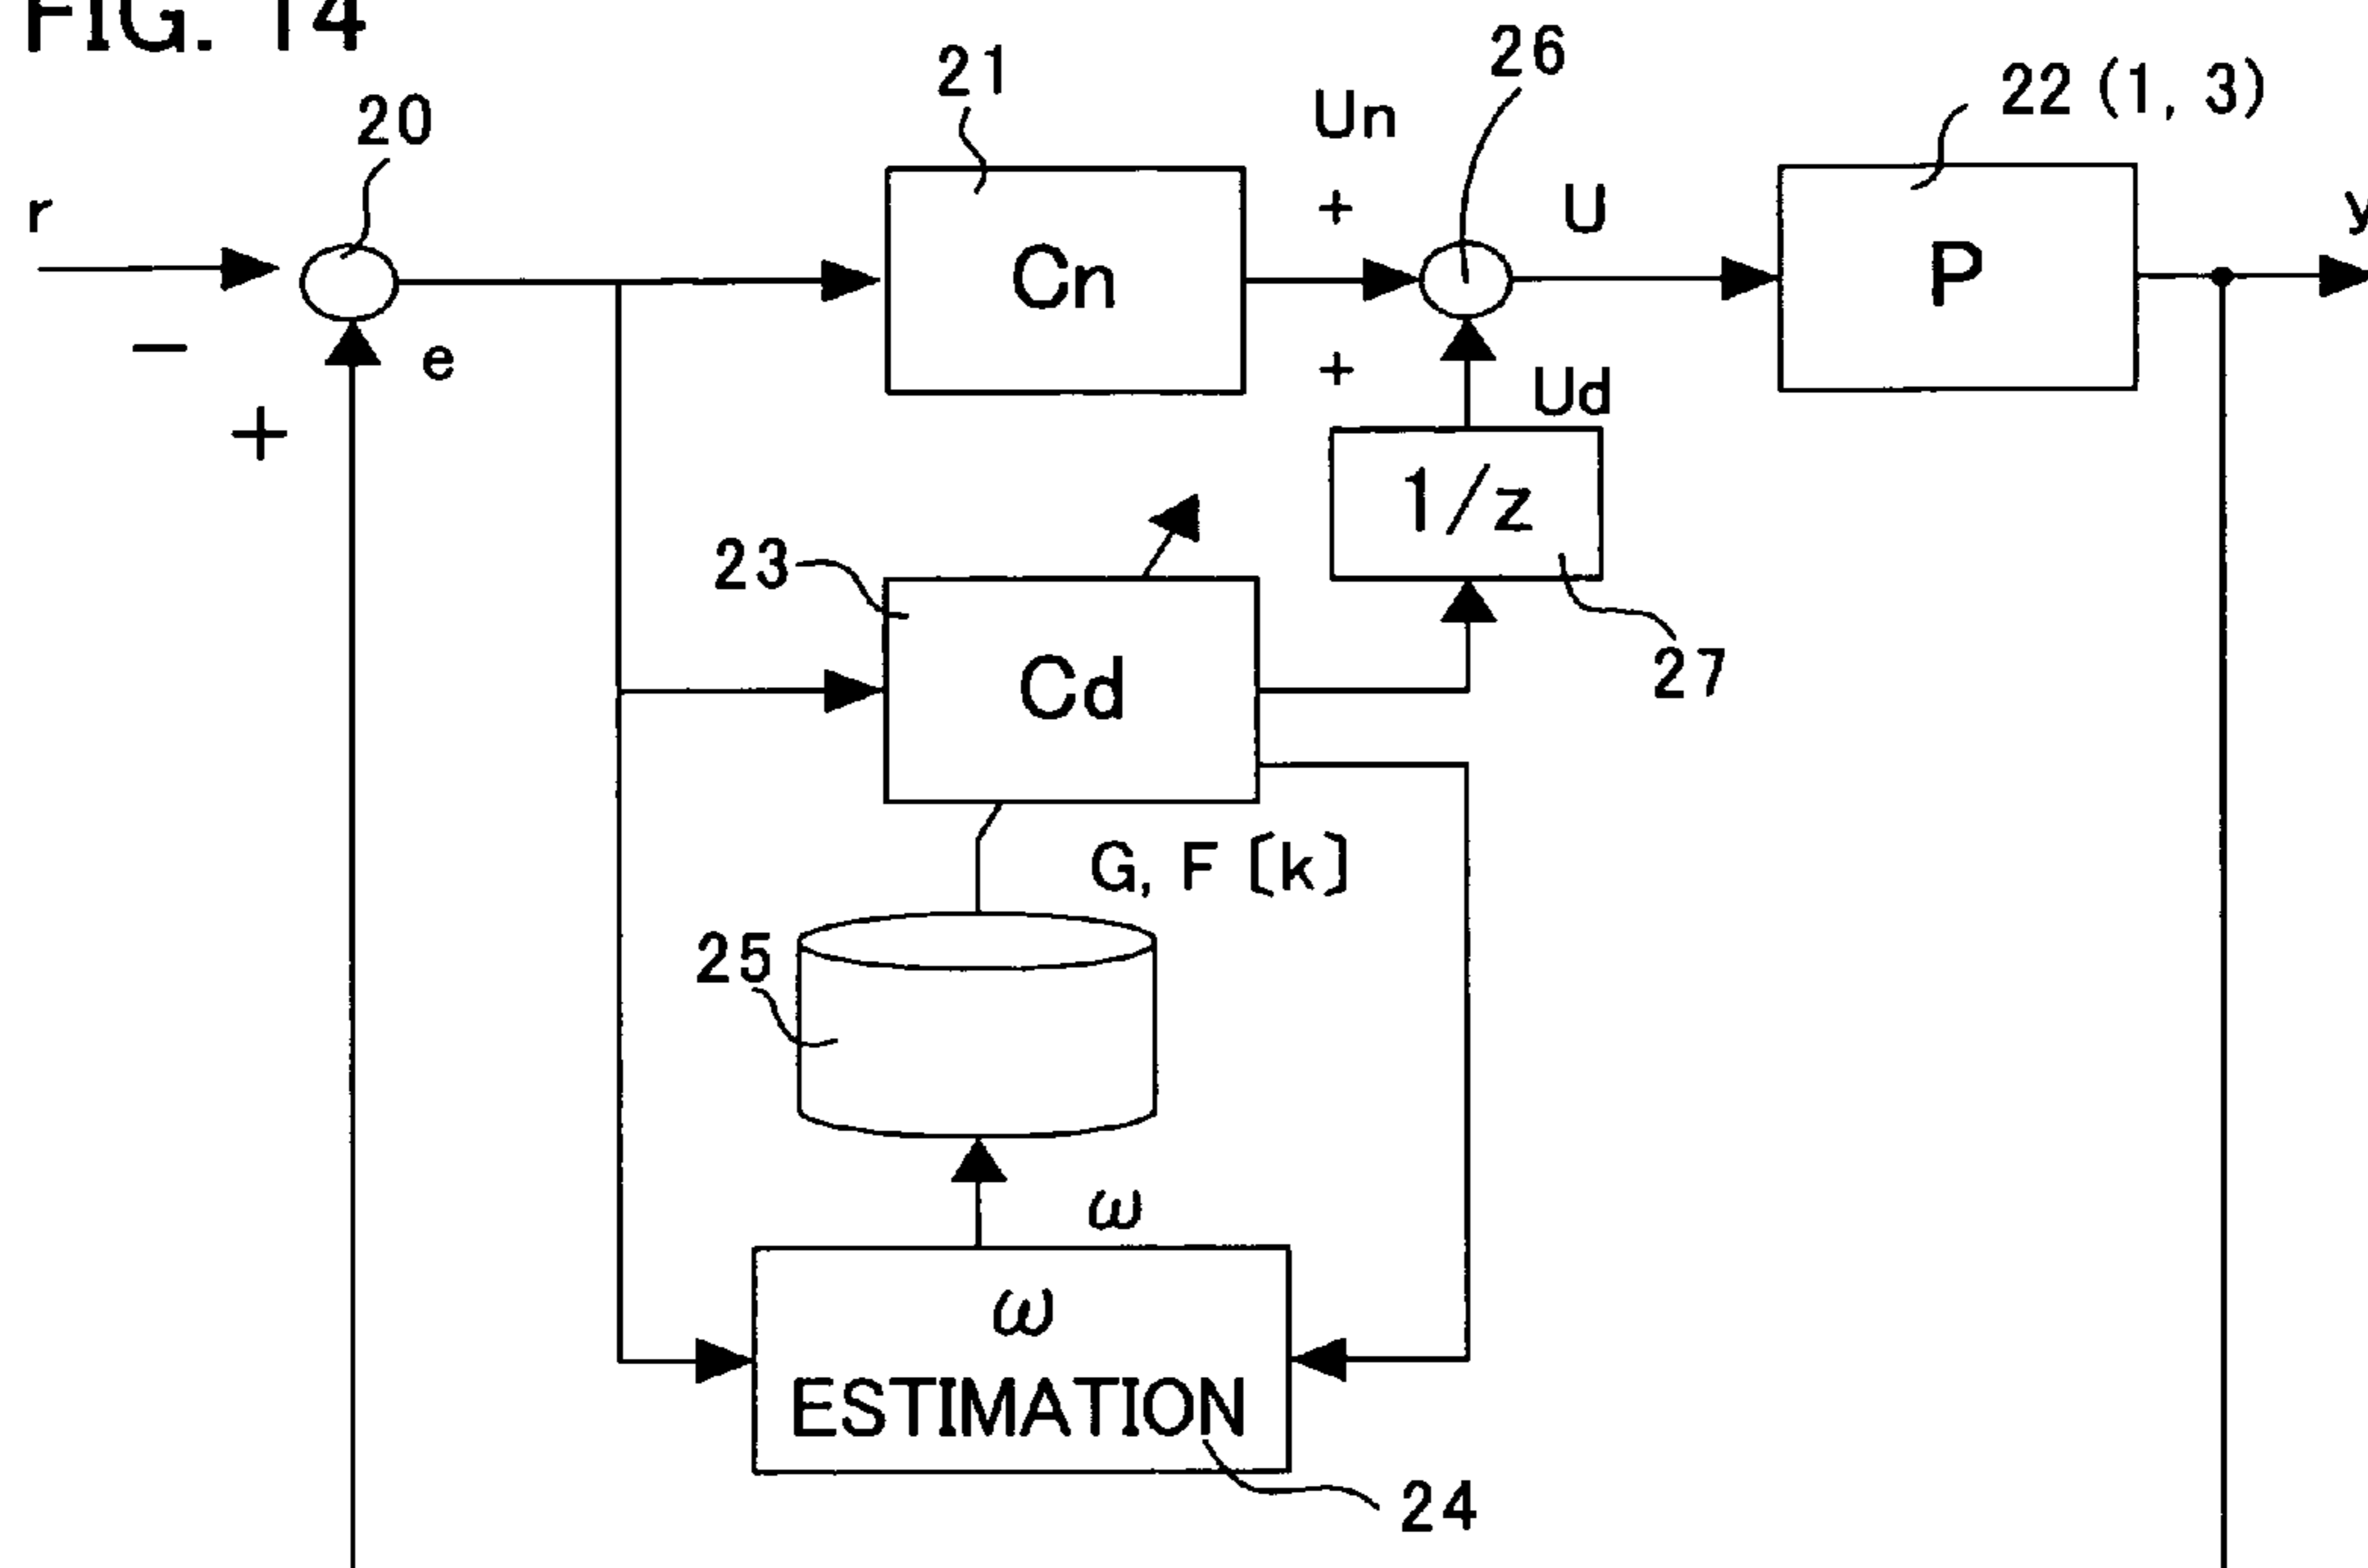 FIG. 14
26
21
22 (1, 3)
20
Un
r
+
U
y
Cn
P
−
e
+
Ud
+
1/z
23
27
Cd
G, F [k]
25
ω
ω
ESTIMATION
24